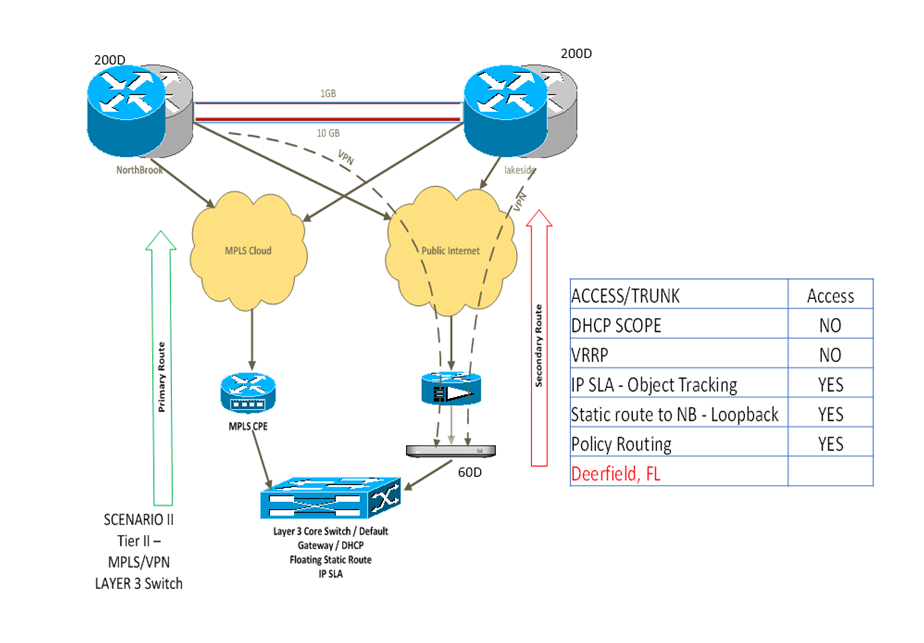 200D
200D
1GB
10 GB
VPN
NorthBrook
lakeside
VPN
MPLS Cloud
Public Internet
Primary Route
Secondary Route
ACCESS/TRUNK Access
DHCP SCOPE NO
VRRP NO
IP SLA - Object Tracking YES
Static route to NB - Loopback YES
Policy Routing YES
Deerfield, FL
MPLS CPE
60D
SCENARIO II
Tier II –
MPLS/VPN
LAYER 3 Switch
Layer 3 Core Switch / Default
Gateway / DHCP
Floating Static Route
IP SLA